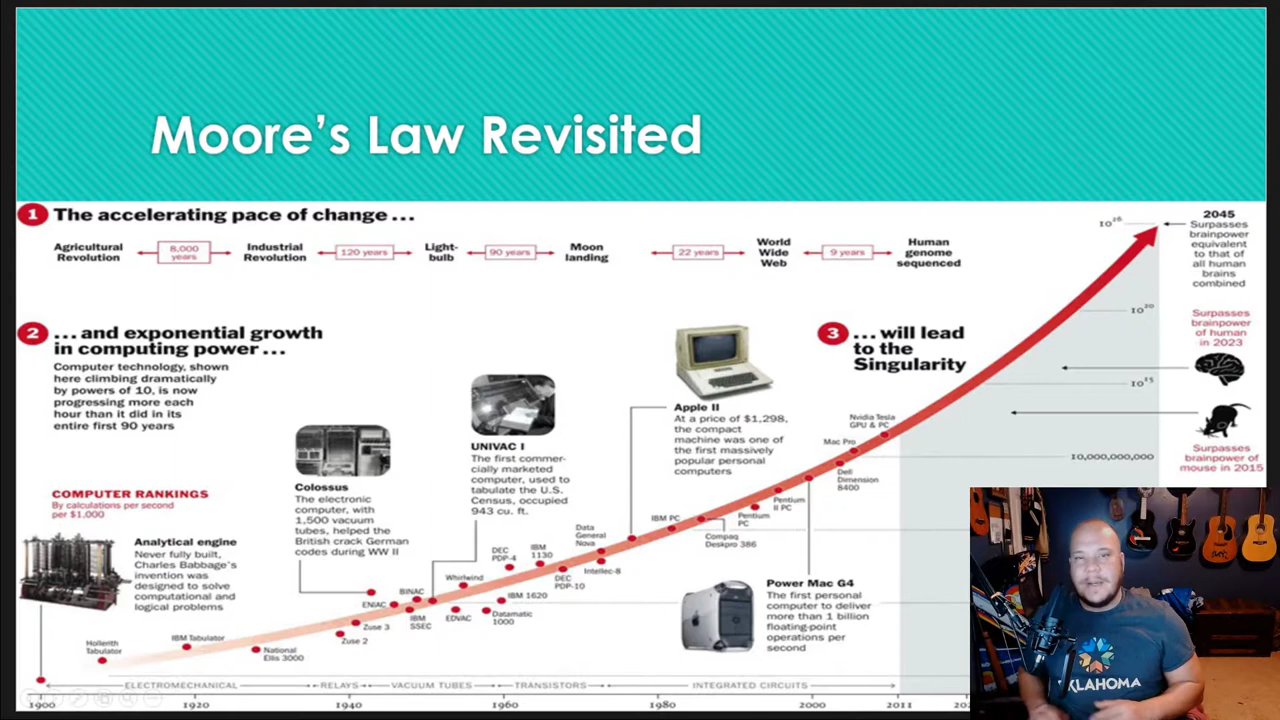 Moore's Law Revisited
1 The accelerating pace of change ...
Agricultural
Revolution
8,000
years
Industrial
Revolution
120 years
Light-
bulb
90 years
Moon
landing
22 years
World
Wide
Web
9 years
Human
genome
sequenced
2045
Surpasses
brainpower
equivalent
to that of
all human
brains
combined
10²⁶
10²⁰
10¹⁵
10,000,000,000
Surpasses
brainpower
of human
in 2023
Surpasses
brainpower of
mouse in 2015
2 ...and exponential growth
in computing power...
Computer technology, shown
here climbing dramatically
by powers of 10, is now
progressing more each
hour than it did in its
entire first 90 years
3 ...will lead
to the
Singularity
COMPUTER RANKINGS
By calculations per second
per $1,000
Analytical engine
Never fully built,
Charles Babbage's
invention was
designed to solve
computational and
logical problems
Colossus
The electronic
computer, with
1,500 vacuum
tubes, helped the
British crack German
codes during WW II
UNIVAC I
The first commer-
cially marketed
computer, used to
tabulate the U.S.
Census, occupied
943 cu. ft.
Apple II
At a price of $1,298,
the compact
machine was one of
the first massively
popular personal
computers
Power Mac G4
The first personal
computer to deliver
more than 1 billion
floating-point
operations per
second
Hollerith
Tabulator
IBM Tabulator
National
Ellis 3000
Zuse 2
Zuse 3
ENIAC
BINAC
IBM
SSEC
Whirlwind
EDVAC
DEC
PDP-4
IBM
1130
IBM 1620
Datamatic
1000
DEC
PDP-10
Data
General
Nova
Intellec-8
IBM PC
Compaq
Deskpro 386
Pentium
PC
Pentium
II PC
Mac Pro
Dell
Dimension
8400
Nvidia Tesla
GPU & PC
ELECTROMECHANICAL
RELAYS
VACUUM TUBES
TRANSISTORS
INTEGRATED CIRCUITS
1900 1920 1940 1960 1980 2000 2011
OKLAHOMA